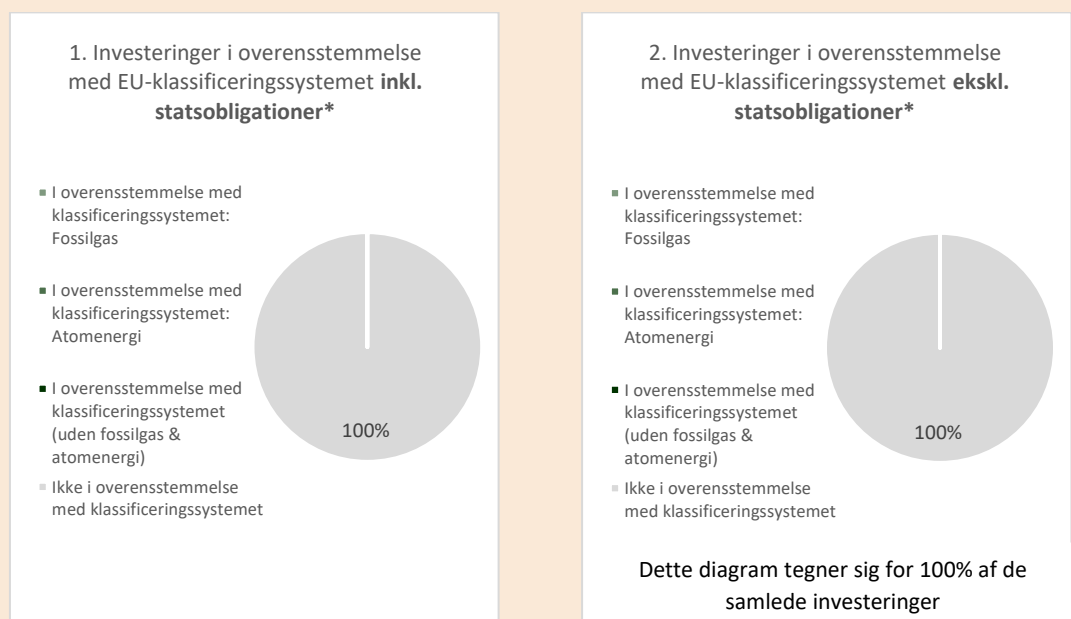 1. Investeringer i overensstemmelse
med EU-klassificeringssystemet inkl.
statsobligationer*
I overensstemmelse med
klassificeringssystemet:
Fossilgas
I overensstemmelse med
klassificeringssystemet:
Atomenergi
I overensstemmelse med
klassificeringssystemet
(uden fossilgas &
atomenergi)
Ikke i overensstemmelse
med klassificeringssystemet
100%
2. Investeringer i overensstemmelse
med EU-klassificeringssystemet ekskl.
statsobligationer*
I overensstemmelse med
klassificeringssystemet:
Fossilgas
I overensstemmelse med
klassificeringssystemet:
Atomenergi
I overensstemmelse med
klassificeringssystemet
(uden fossilgas &
atomenergi)
Ikke i overensstemmelse
med klassificeringssystemet
100%
Dette diagram tegner sig for 100% af de
samlede investeringer